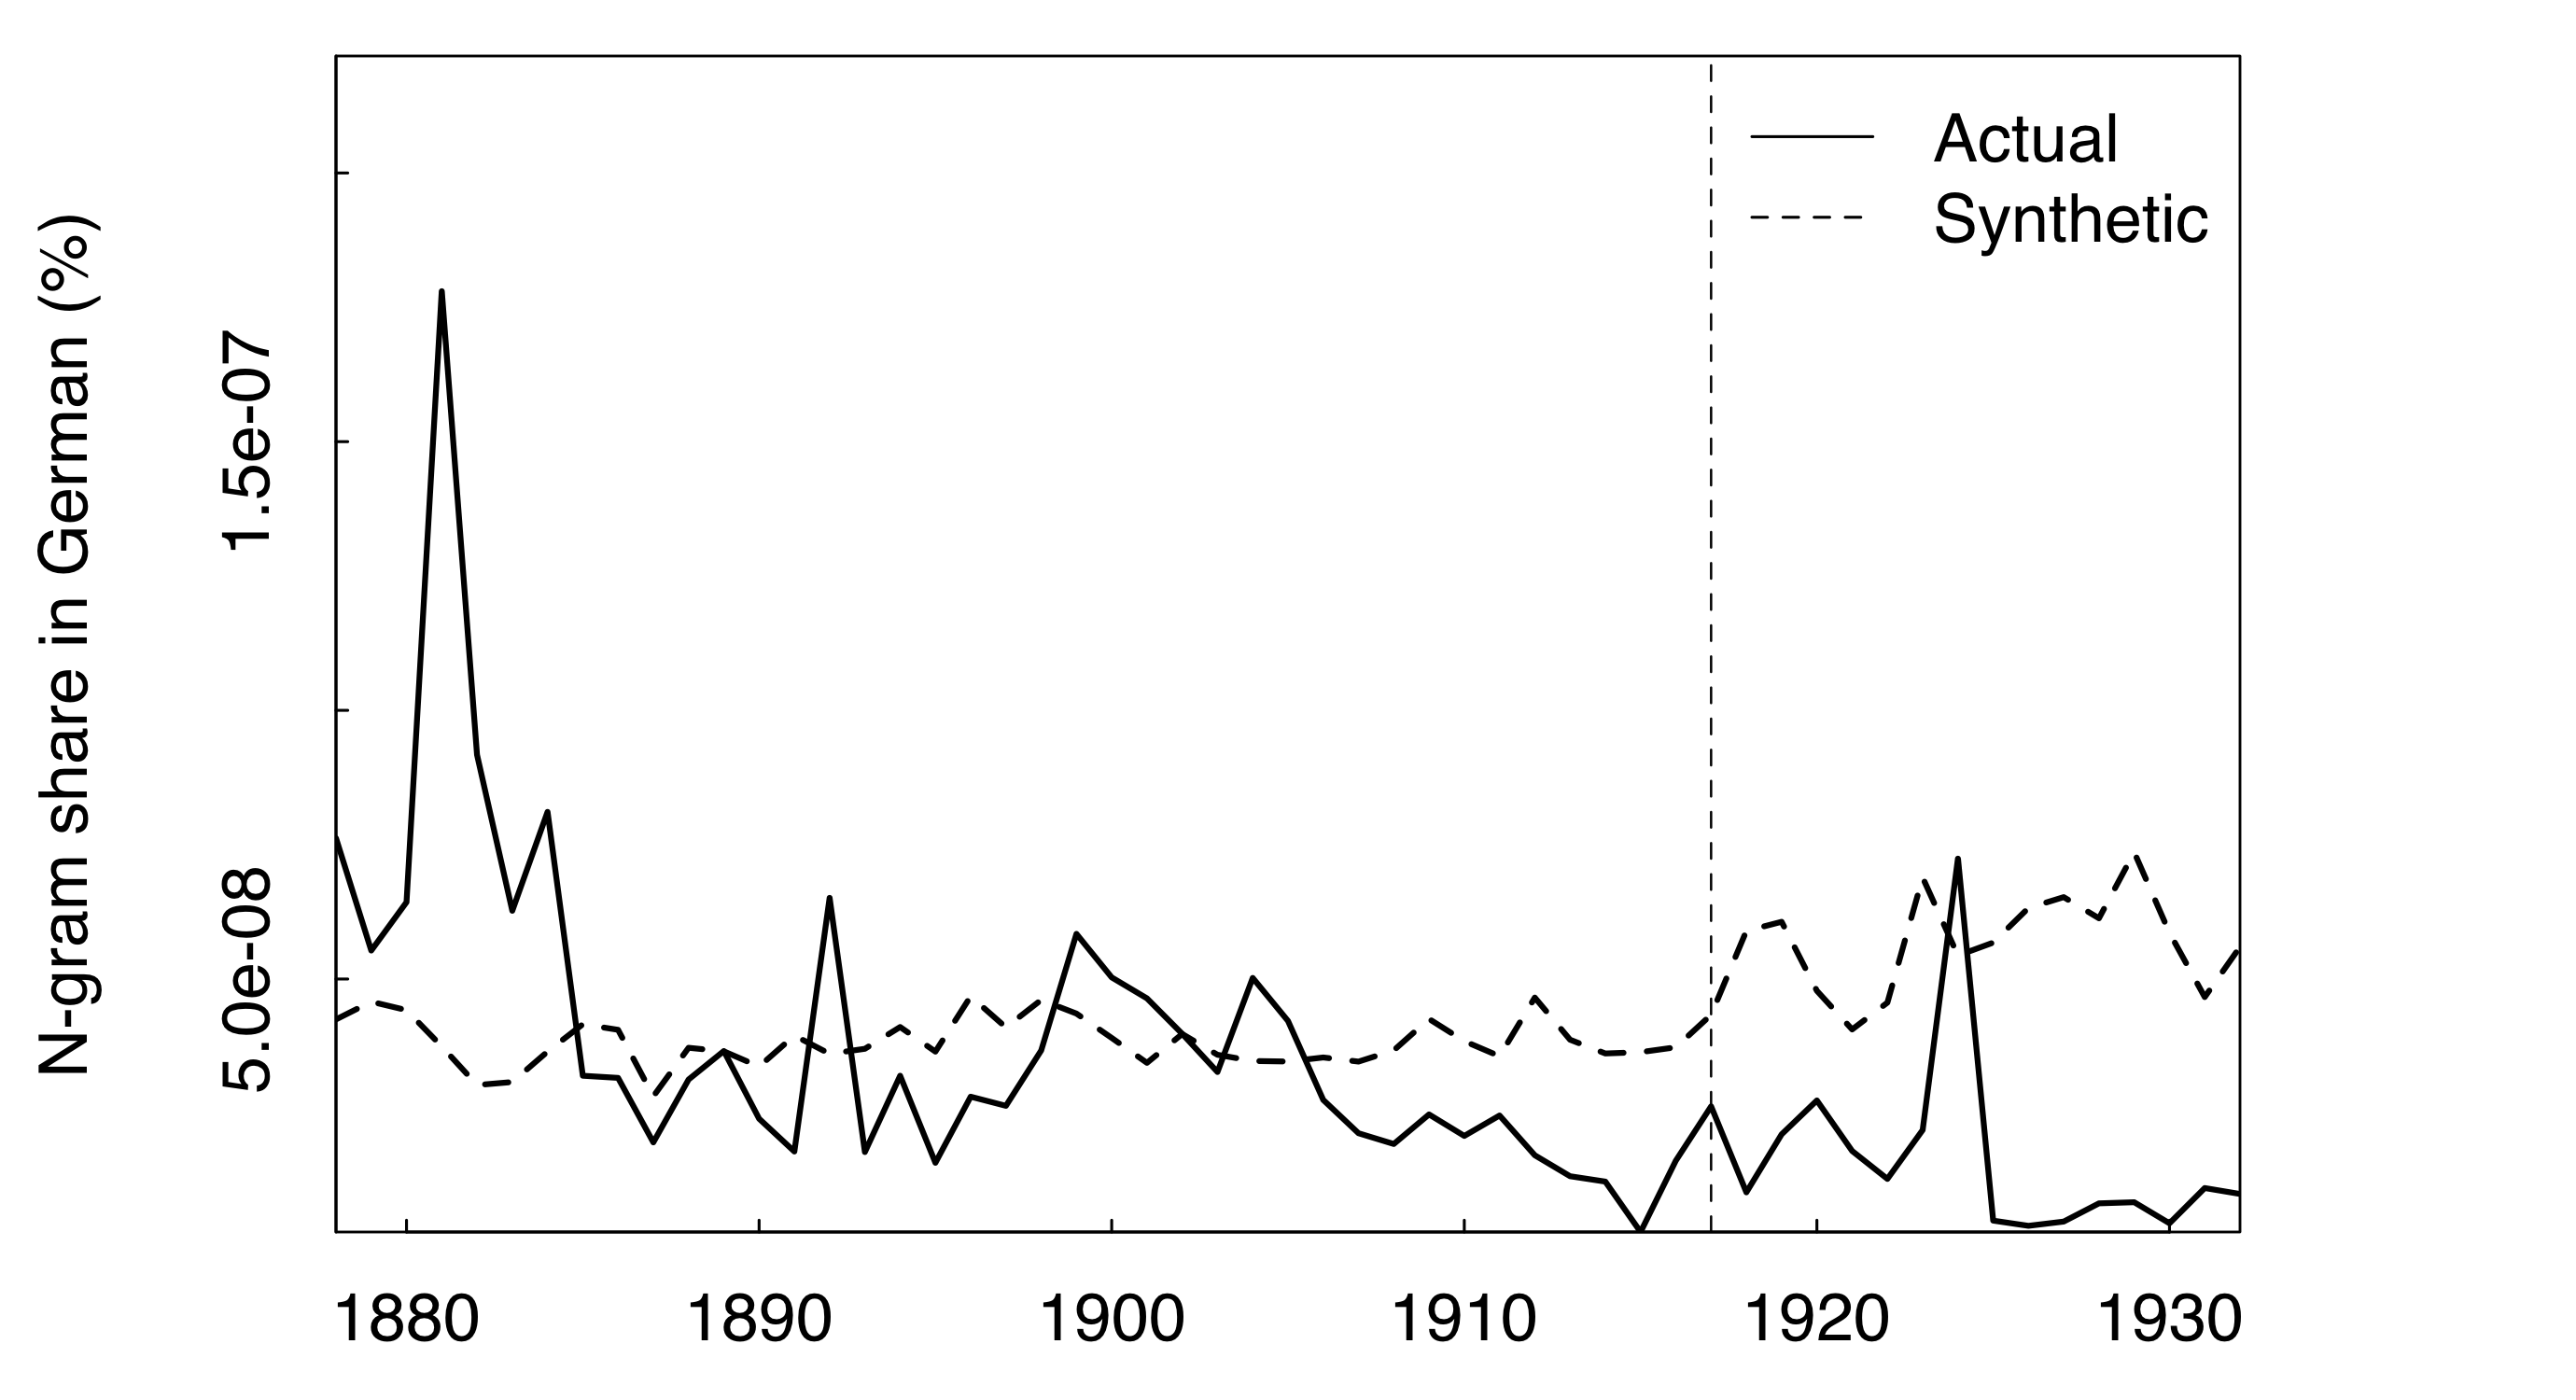 N-gram share in German (%)
1.5e-07
5.0e-08
Actual
Synthetic
1880 1890 1900 1910 1920 1930